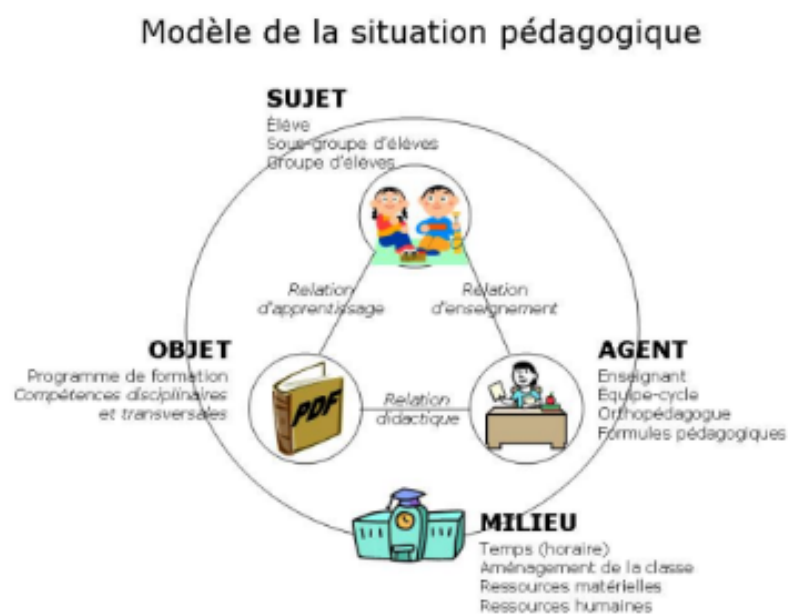 Modèle de la situation pédagogique
SUJET
Élève
Sous-groupe d'élèves
Groupe d'élèves
Relation
d'apprentissage
Relation
d'enseignement
OBJET
Programme de formation
Compétences disciplinaires
et transversales
PDF
Relation
didactique
AGENT
Enseignant
Équipe-cycle
Orthopédagogue
Formules pédagogiques
MILIEU
Temps (horaire)
Aménagement de la classe
Ressources matérielles
Ressources humaines